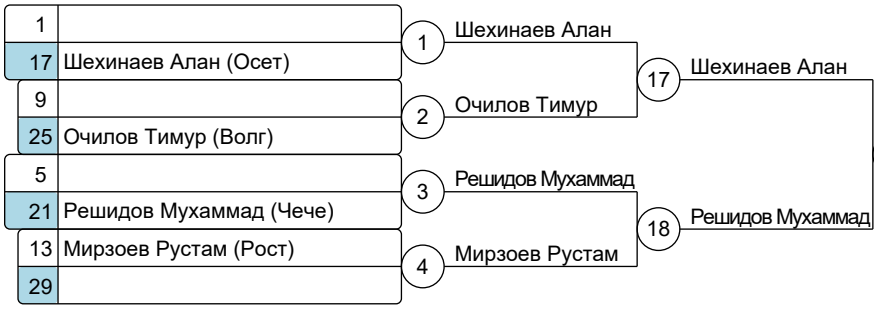 1
17 Шехинаев Алан (Осет)
1
Шехинаев Алан
9
25 Очилов Тимур (Волг)
2
Очилов Тимур
17
Шехинаев Алан
5
21 Решидов Мухаммад (Чече)
3
Решидов Мухаммад
13 Мирзоев Рустам (Рост)
29
4
Мирзоев Рустам
18
Решидов Мухаммад